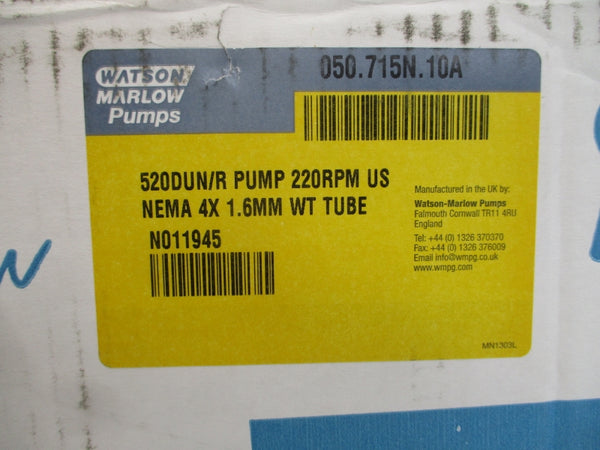 WATSON
MARLOW
Pumps
050.715N.10A
520DUN/R PUMP 220RPM US
NEMA 4X 1.6MM WT TUBE
N011945
Manufactured in the UK by:
Watson-Marlow Pumps
Falmouth Cornwall TR11 4RU
England
Tel: +44 (0) 1326 370370
Fax: +44 (0) 1326 376009
Email info@wmpg.co.uk
www.wmpg.com
MN1303L